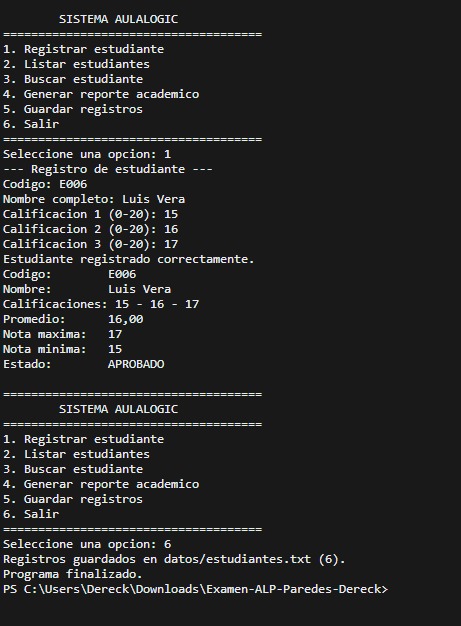 SISTEMA AULALOGIC
=====================================
1. Registrar estudiante
2. Listar estudiantes
3. Buscar estudiante
4. Generar reporte academico
5. Guardar registros
6. Salir
=====================================
Seleccione una opcion: 1
--- Registro de estudiante ---
Codigo: E006
Nombre completo: Luis Vera
Calificacion 1 (0-20): 15
Calificacion 2 (0-20): 16
Calificacion 3 (0-20): 17
Estudiante registrado correctamente.
Codigo:        E006
Nombre:        Luis Vera
Calificaciones: 15 - 16 - 17
Promedio:      16,00
Nota maxima:   17
Nota minima:   15
Estado:        APROBADO
=====================================
SISTEMA AULALOGIC
=====================================
1. Registrar estudiante
2. Listar estudiantes
3. Buscar estudiante
4. Generar reporte academico
5. Guardar registros
6. Salir
=====================================
Seleccione una opcion: 6
Registros guardados en datos/estudiantes.txt (6).
Programa finalizado.
PS C:\Users\Dereck\Downloads\Examen-ALP-Paredes-Dereck>